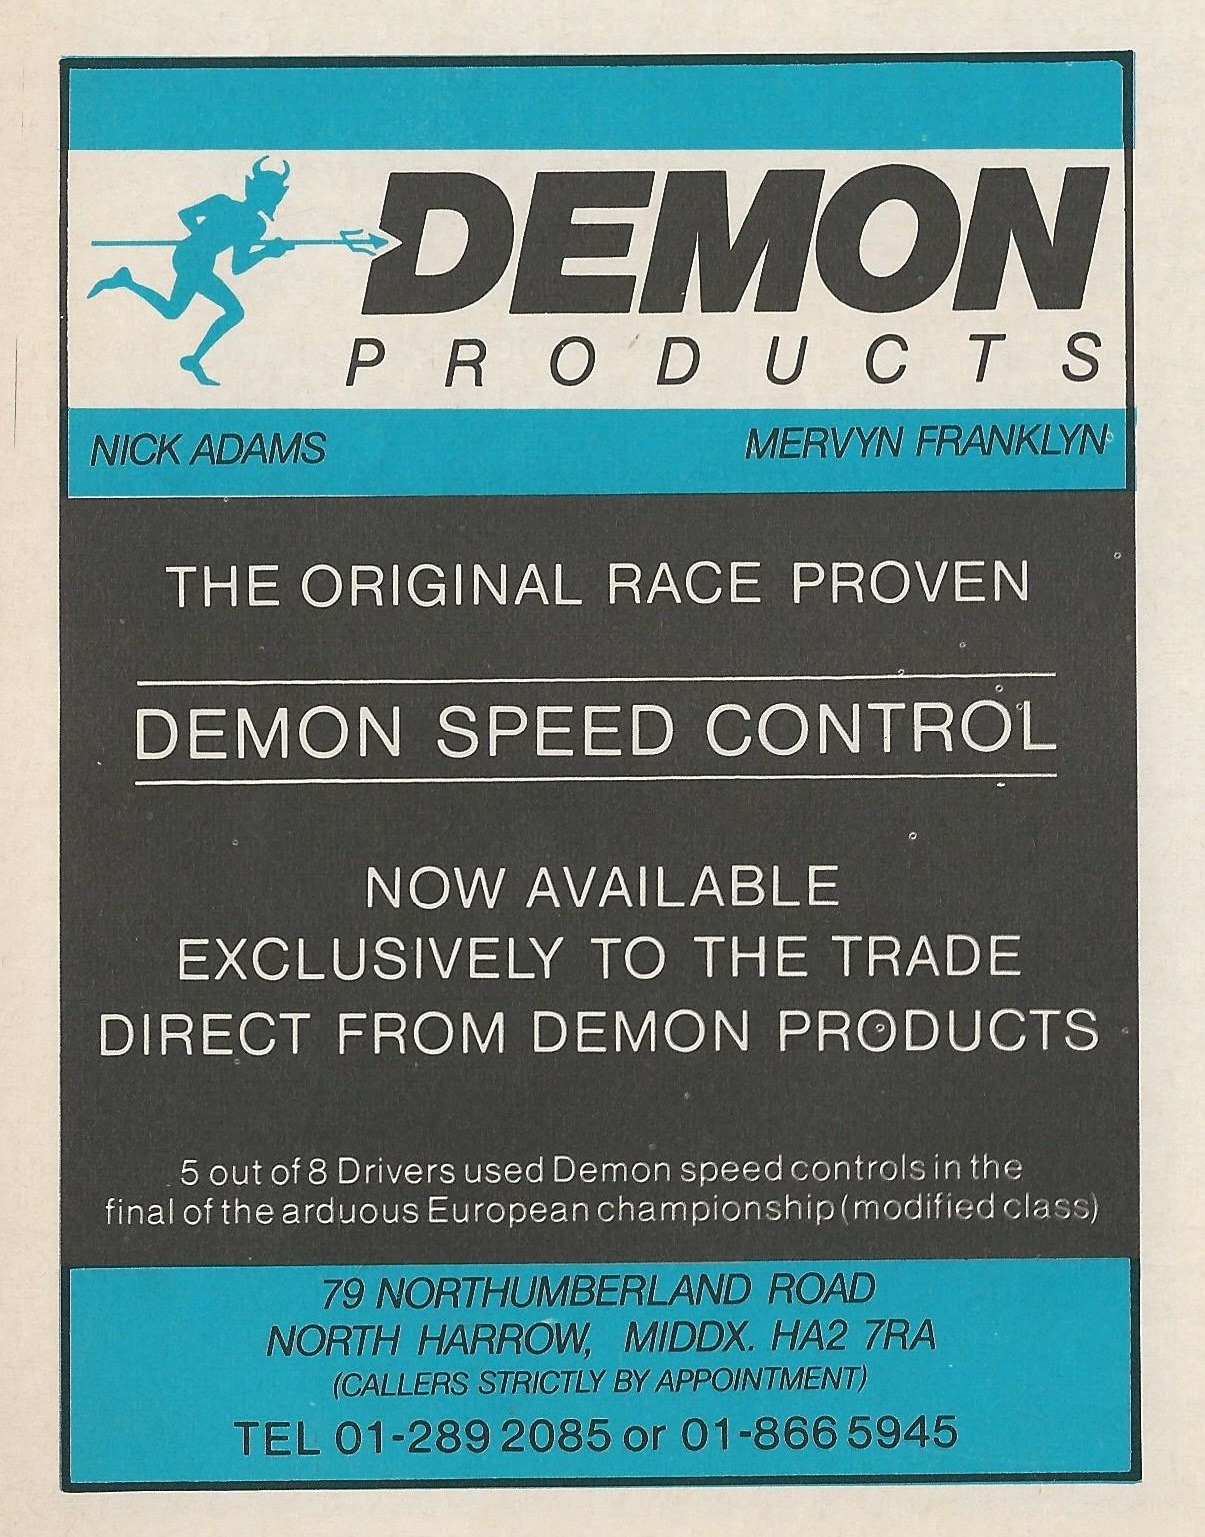 DEMON
PRODUCTS
NICK ADAMS
MERVYN FRANKLYN
THE ORIGINAL RACE PROVEN
DEMON SPEED CONTROL
NOW AVAILABLE
EXCLUSIVELY TO THE TRADE
DIRECT FROM DEMON PRODUCTS
5 out of 8 Drivers used Demon speed controls in the
final of the arduous European championship (modified class)
79 NORTHUMBERLAND ROAD
NORTH HARROW, MIDDX. HA2 7RA
(CALLERS STRICTLY BY APPOINTMENT)
TEL 01-289 2085 or 01-866 5945